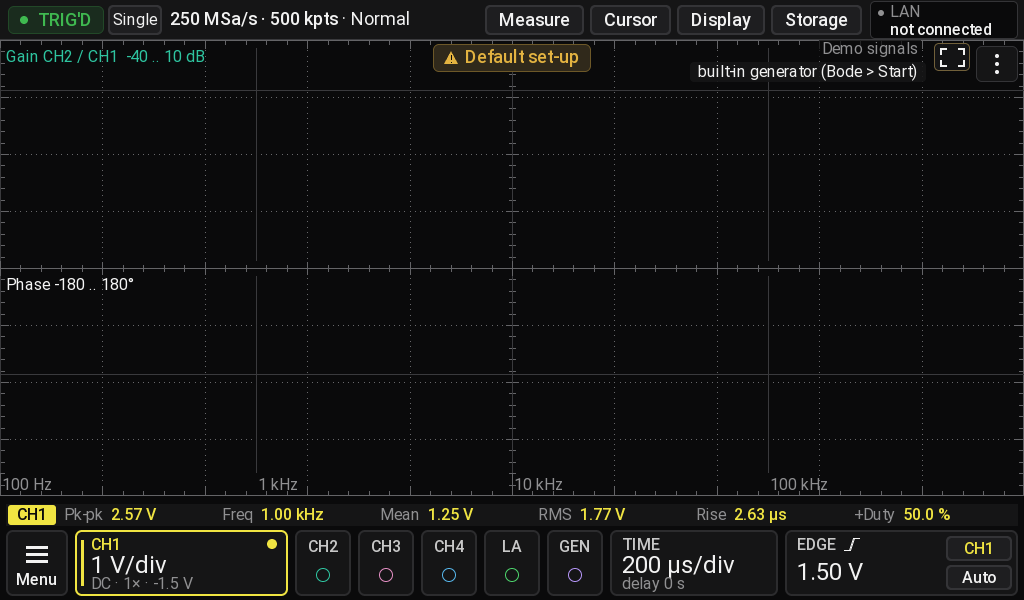 TRIG'D Single 250 MSa/s · 500 kpts · Normal Measure Cursor Display Storage LAN
not connected
Gain CH2 / CH1 -40 .. 10 dB Default set-up Demo signals
built-in generator (Bode > Start)
Phase -180 .. 180°
100 Hz 1 kHz 10 kHz 100 kHz
CH1 Pk-pk 2.57 V Freq 1.00 kHz Mean 1.25 V RMS 1.77 V Rise 2.63 µs +Duty 50.0 %
Menu
CH1
1 V/div
DC · 1× · -1.5 V
CH2 CH3 CH4 LA GEN
TIME
200 µs/div
delay 0 s
EDGE CH1
1.50 V Auto